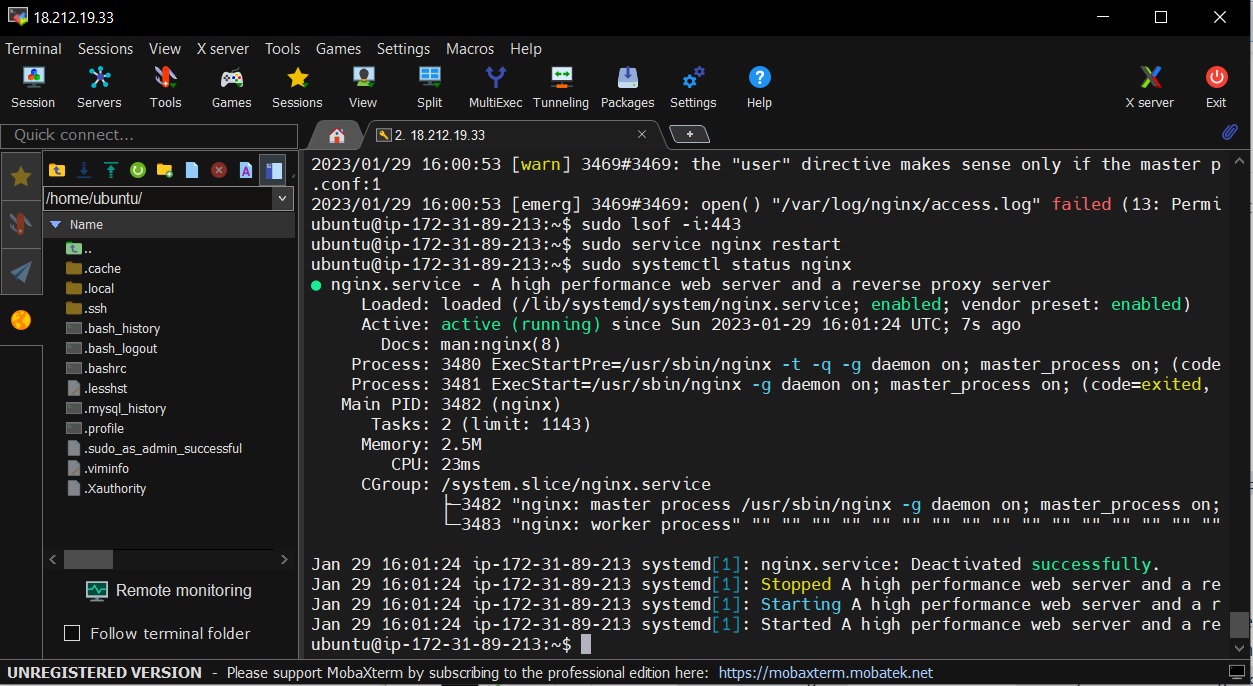 18.212.19.33
Terminal Sessions View X server Tools Games Settings Macros Help
Session Servers Tools Games Sessions View Split MultiExec Tunneling Packages Settings Help X server Exit
Quick connect...
2. 18.212.19.33
/home/ubuntu/
Name
..
.cache
.local
.ssh
.bash_history
.bash_logout
.bashrc
.lesshst
.mysql_history
.profile
.sudo_as_admin_successful
.viminfo
.Xauthority
Remote monitoring
Follow terminal folder
2023/01/29 16:00:53 [warn] 3469#3469: the "user" directive makes sense only if the master p
.conf:1
2023/01/29 16:00:53 [emerg] 3469#3469: open() "/var/log/nginx/access.log" failed (13: Permi
ubuntu@ip-172-31-89-213:~$ sudo lsof -i:443
ubuntu@ip-172-31-89-213:~$ sudo service nginx restart
ubuntu@ip-172-31-89-213:~$ sudo systemctl status nginx
● nginx.service - A high performance web server and a reverse proxy server
Loaded: loaded (/lib/systemd/system/nginx.service; enabled; vendor preset: enabled)
Active: active (running) since Sun 2023-01-29 16:01:24 UTC; 7s ago
Docs: man:nginx(8)
Process: 3480 ExecStartPre=/usr/sbin/nginx -t -q -g daemon on; master_process on; (code
Process: 3481 ExecStart=/usr/sbin/nginx -g daemon on; master_process on; (code=exited,
Main PID: 3482 (nginx)
Tasks: 2 (limit: 1143)
Memory: 2.5M
CPU: 23ms
CGroup: /system.slice/nginx.service
├─3482 "nginx: master process /usr/sbin/nginx -g daemon on; master_process on;
└─3483 "nginx: worker process" "" "" "" "" "" "" "" "" "" "" "" "" "" "" "" ""
Jan 29 16:01:24 ip-172-31-89-213 systemd[1]: nginx.service: Deactivated successfully.
Jan 29 16:01:24 ip-172-31-89-213 systemd[1]: Stopped A high performance web server and a re
Jan 29 16:01:24 ip-172-31-89-213 systemd[1]: Starting A high performance web server and a r
Jan 29 16:01:24 ip-172-31-89-213 systemd[1]: Started A high performance web server and a re
ubuntu@ip-172-31-89-213:~$
UNREGISTERED VERSION - Please support MobaXterm by subscribing to the professional edition here: https://mobaxterm.mobatek.net